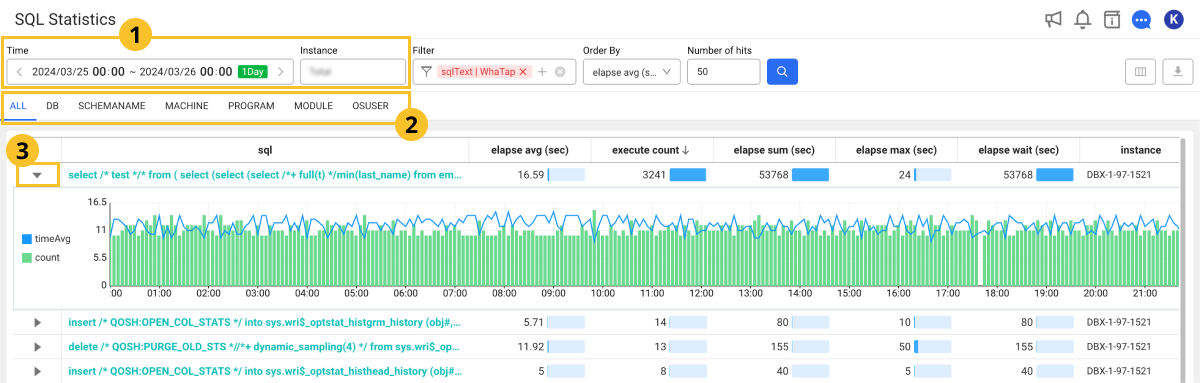 SQL Statistics
K
1
Time
Instance
Filter
Order By
Number of hits
2024/03/25 00:00 ~ 2024/03/26 00:00 1Day
sqlText | WhaTap
elapse avg (s...
50
ALL DB SCHEMANAME MACHINE PROGRAM MODULE OSUSER
2
3
sql elapse avg (sec) execute count elapse sum (sec) elapse max (sec) elapse wait (sec) instance
select /* test */* from ( select (select (select /*+ full(t) */min(last_name) from em... 16.59 3241 53768 24 53768 DBX-1-97-1521
16.5
11
5.5
0
timeAvg
count
:00 01:00 02:00 03:00 04:00 05:00 06:00 07:00 08:00 09:00 10:00 11:00 12:00 13:00 14:00 15:00 16:00 17:00 18:00 19:00 20:00 21:00
insert /* QOSH:OPEN_COL_STATS */ into sys.wri$_optstat_histgrm_history (obj#,... 5.71 14 80 10 80 DBX-1-97-1521
delete /* QOSH:PURGE_OLD_STS *//*+ dynamic_sampling(4) */ from sys.wri$_op... 11.92 13 155 50 155 DBX-1-97-1521
insert /* QOSH:OPEN_COL_STATS */ into sys.wri$_optstat_histhead_history (obj#... 5 8 40 5 40 DBX-1-97-1521